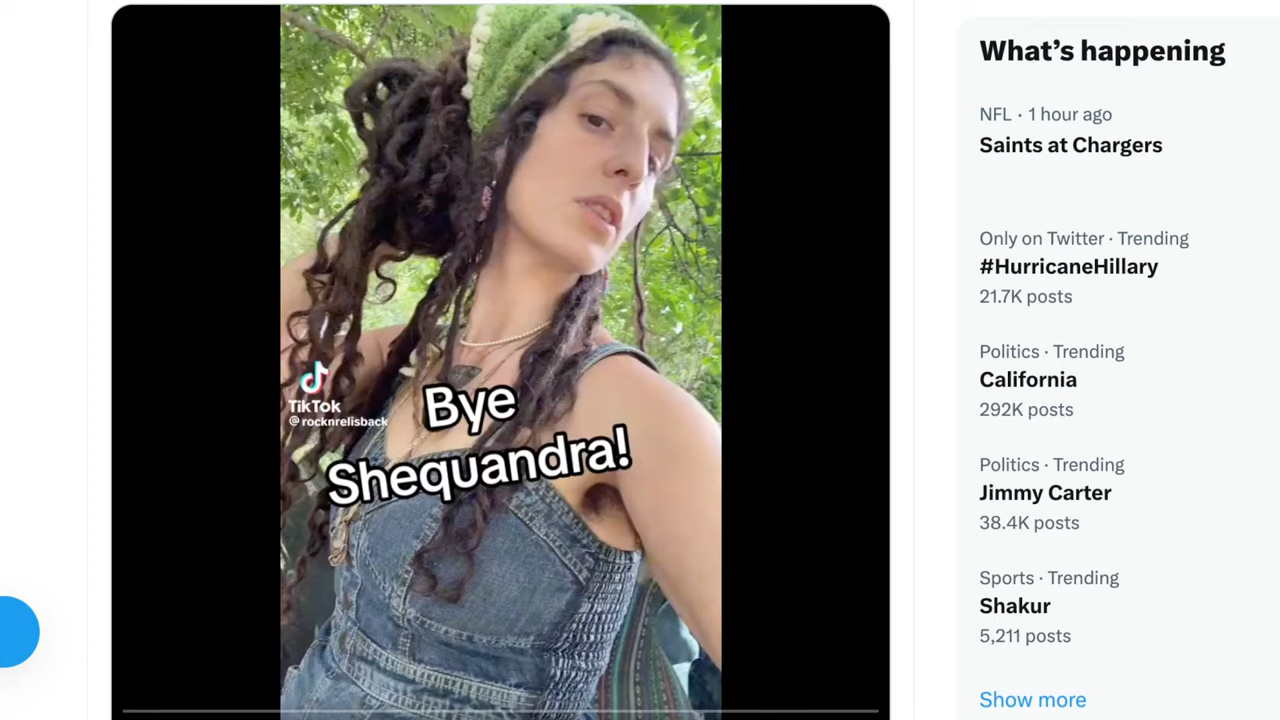 TikTok
@rocknrelisback
Bye
Shequandra!
What’s happening
NFL · 1 hour ago
Saints at Chargers
Only on Twitter · Trending
#HurricaneHillary
21.7K posts
Politics · Trending
California
292K posts
Politics · Trending
Jimmy Carter
38.4K posts
Sports · Trending
Shakur
5,211 posts
Show more